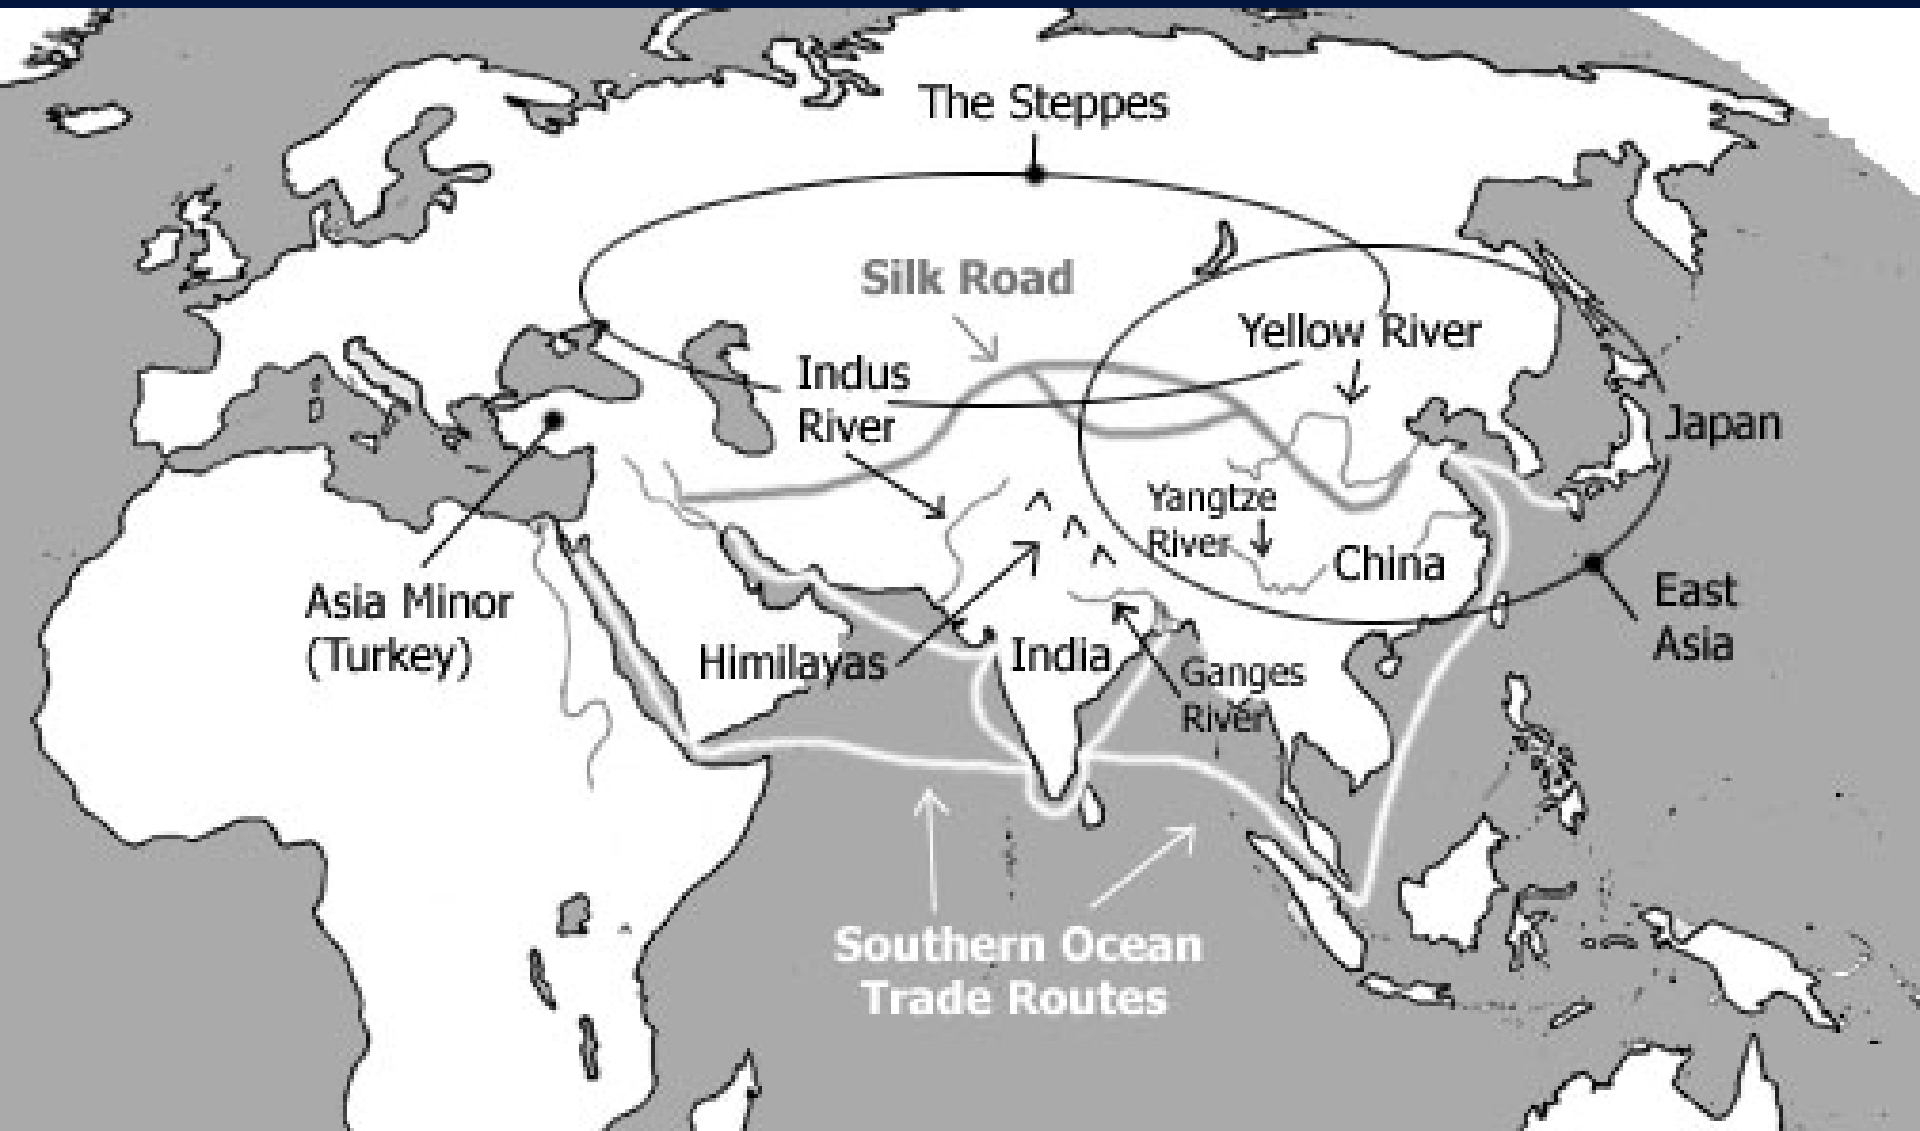 The Steppes
Silk Road
Yellow River
Indus
River
Japan
Yangtze
River
China
Asia Minor
(Turkey)
East
Asia
Himilayas
India
Ganges
River
Southern Ocean
Trade Routes